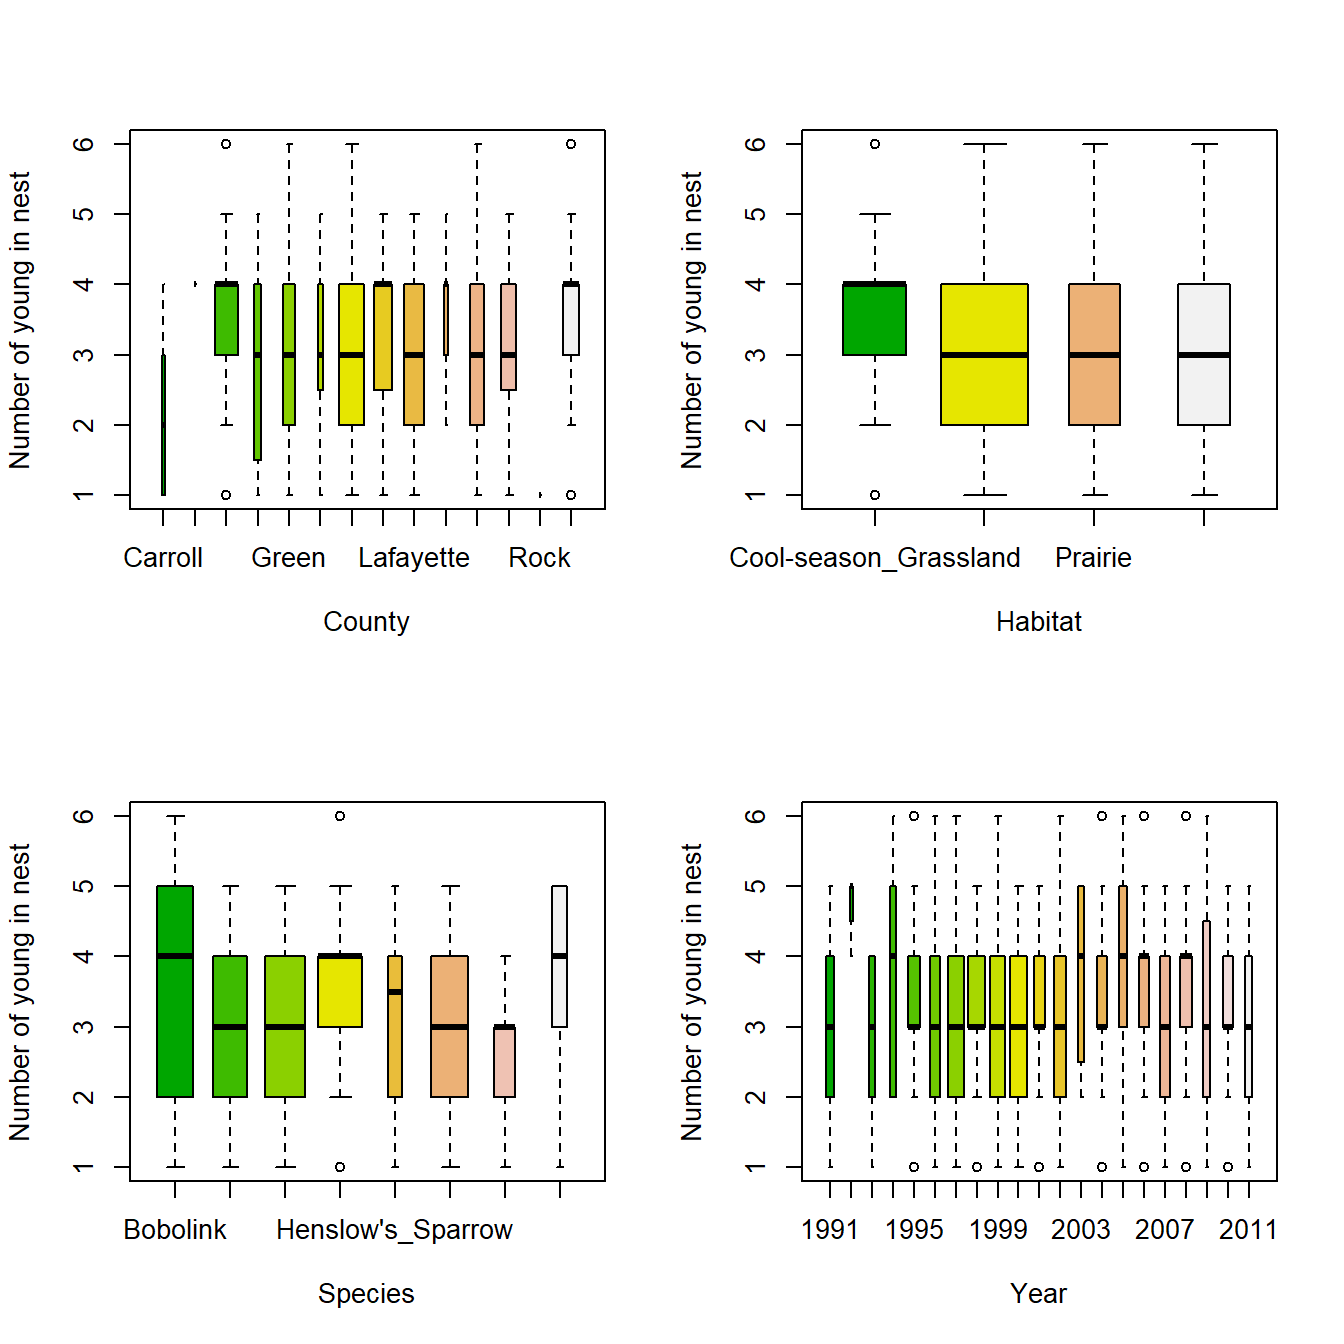 Number of young in nest
6
5
4
3
2
1
Carroll Green Lafayette Rock
County
Number of young in nest
6
5
4
3
2
1
Cool-season_Grassland Prairie
Habitat
Number of young in nest
6
5
4
3
2
1
Bobolink Henslow's_Sparrow
Species
Number of young in nest
6
5
4
3
2
1
1991 1995 1999 2003 2007 2011
Year